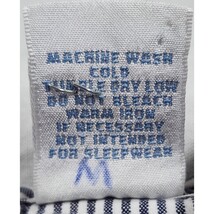 MACHINE WASH
COLD
TUMBLE DRY LOW
DO NOT BLEACH
WARM IRON
IF NECESSARY
NOT INTENDED
FOR SLEEPWEAR
M